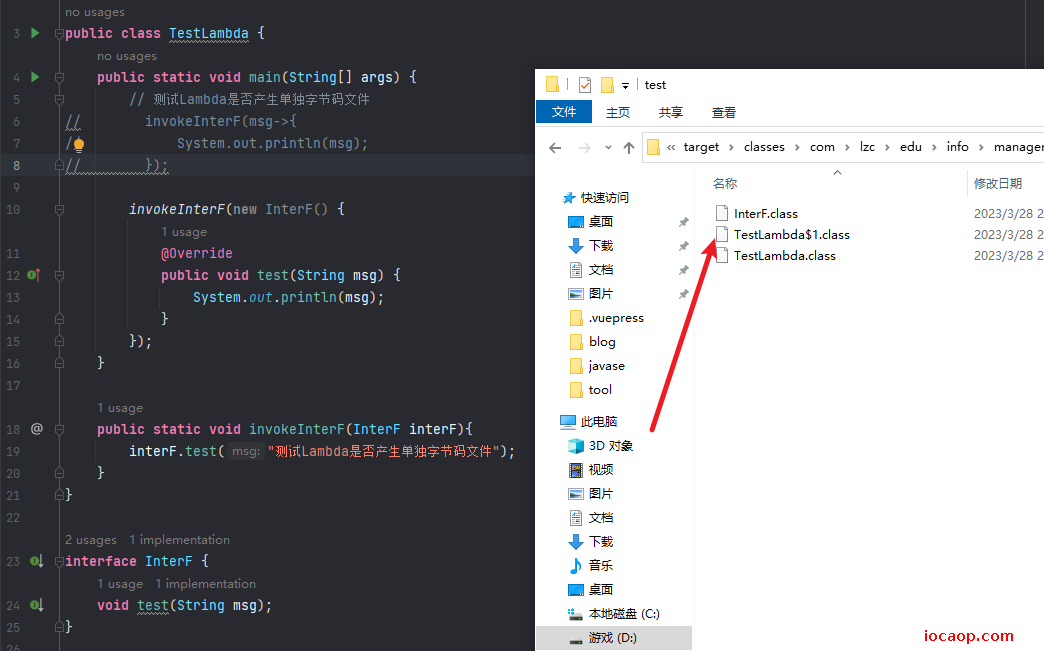 no usages
3 public class TestLambda {
no usages
4 public static void main(String[] args) {
5 // 测试Lambda是否产生单独字节码文件
6 // invokeInterF(msg->{
7 / System.out.println(msg);
8 // });
9
10 invokeInterF(new InterF() {
1 usage
11 @Override
12 public void test(String msg) {
13 System.out.println(msg);
14 }
15 });
16 }
17
1 usage
18 @ public static void invokeInterF(InterF interF){
19 interF.test( msg: "测试Lambda是否产生单独字节码文件");
20 }
21 }
22
2 usages 1 implementation
23 interface InterF {
1 usage 1 implementation
24 void test(String msg);
25 }
26
test
文件 主页 共享 查看
« target > classes > com > lzc > edu > info > manager
名称 修改日期
InterF.class 2023/3/28 2
TestLambda$1.class 2023/3/28 2
TestLambda.class 2023/3/28 2
快速访问
桌面
下载
文档
图片
.vuepress
blog
javase
tool
此电脑
3D 对象
视频
图片
文档
下载
音乐
桌面
本地磁盘 (C:)
游戏 (D:)
iocaop.com